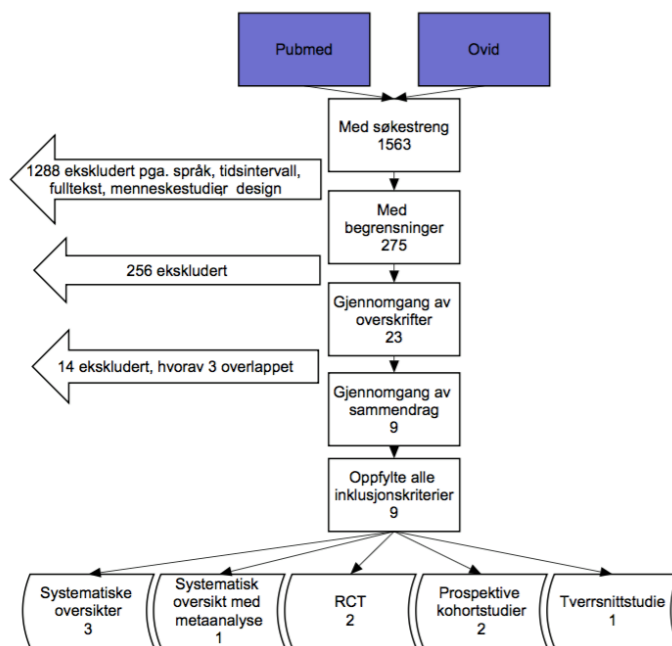 Pubmed
Ovid
Med søkestreng
1563
1288 ekskludert pga. språk, tidsintervall,
fulltekst, menneskestudier, design
Med
begrensninger
275
256 ekskludert
Gjennomgang av
overskrifter
23
14 ekskludert, hvorav 3 overlappet
Gjennomgang av
sammendrag
9
Oppfylte alle
inklusjonskriterier
9
Systematiske
oversikter
3
Systematisk
oversikt med
metaanalyse
1
RCT
2
Prospektive
kohortstudier
2
Tverrsnittstudie
1